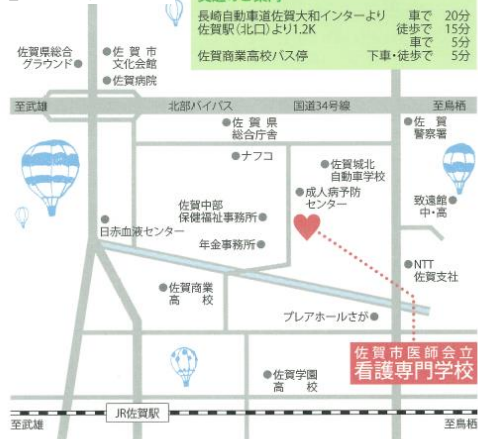 長崎自動車道佐賀大和インターより　車で　20分
佐賀駅(北口)より1.2K　徒歩で　15分
車で　5分
佐賀商業高校バス停　下車・徒歩で　5分
佐賀県総合
グラウンド
佐賀市
文化会館
佐賀病院
至武雄
北部バイパス
国道34号線
至鳥栖
佐賀県
総合庁舎
佐賀
警察署
ナフコ
佐賀城北
自動車学校
成人病予防
センター
致遠館
中・高
佐賀中部
保健福祉事務所
日赤血液センター
年金事務所
NTT
佐賀支社
佐賀商業
高校
プレアホールさが
佐賀市医師会立
看護専門学校
佐賀学園
高校
JR佐賀駅
至武雄
至鳥栖